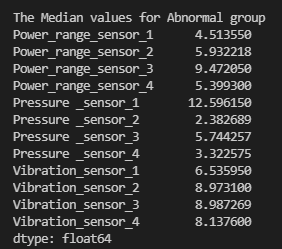 The Median values for Abnormal group
Power_range_sensor_1 4.513550
Power_range_sensor_2 5.932218
Power_range_sensor_3 9.472050
Power_range_sensor_4 5.399300
Pressure _sensor_1 12.596150
Pressure _sensor_2 2.382689
Pressure _sensor_3 5.744257
Pressure _sensor_4 3.322575
Vibration_sensor_1 6.535950
Vibration_sensor_2 8.973100
Vibration_sensor_3 8.987269
Vibration_sensor_4 8.137600
dtype: float64